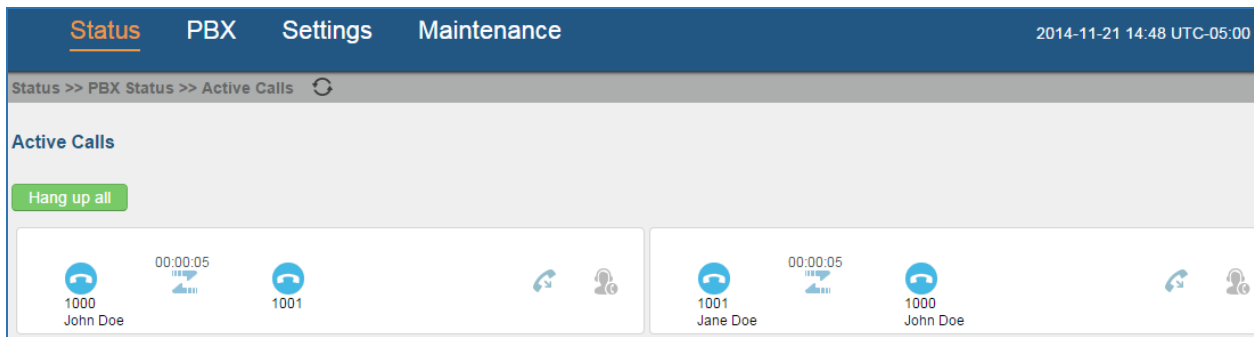 Status PBX Settings Maintenance 2014-11-21 14:48 UTC-05:00
Status >> PBX Status >> Active Calls
Active Calls
Hang up all
00:00:05
1000 1001
John Doe
00:00:05
1001 1000
Jane Doe John Doe